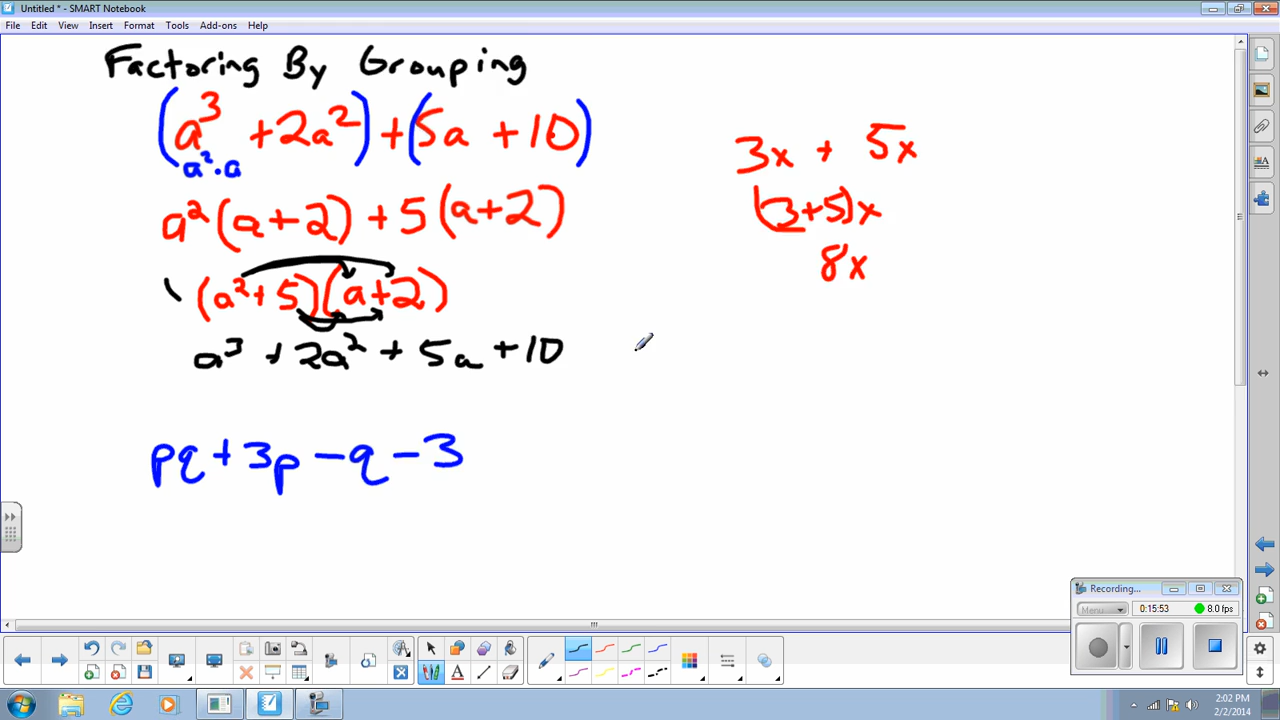 Untitled * - SMART Notebook
File Edit View Insert Format Tools Add-ons Help
Factoring By Grouping
(a³ + 2a²) + (5a + 10)
a²·a
a²(a+2) + 5(a+2)
(a²+5)(a+2)
a³ + 2a² + 5a + 10
pq + 3p - q - 3
3x + 5x
(3+5)x
8x
Recording...
Menu 0:15:53 8.0 fps
2:02 PM
2/2/2014